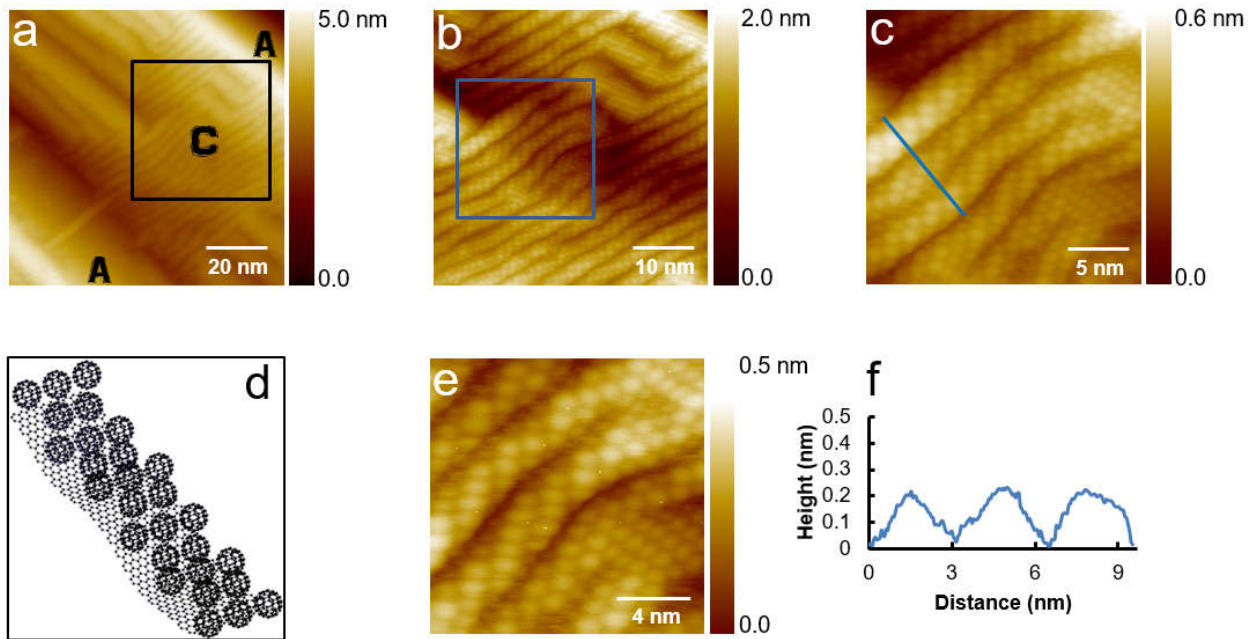 a
A
C
A
20 nm
5.0 nm
0.0
b
10 nm
2.0 nm
0.0
c
5 nm
0.6 nm
0.0
d
e
4 nm
0.5 nm
0.0
f
Height (nm)
0.5
0.4
0.3
0.2
0.1
0
0 3 6 9
Distance (nm)